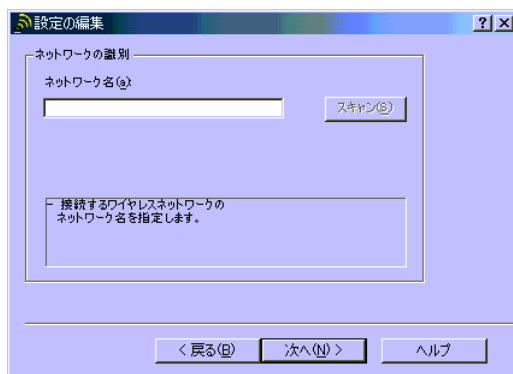 設定の編集
ネットワークの識別
ネットワーク名(a):
スキャン(S)
- 接続するワイヤレスネットワークの
ネットワーク名を指定します。
< 戻る(B)
次へ(N) >
ヘルプ